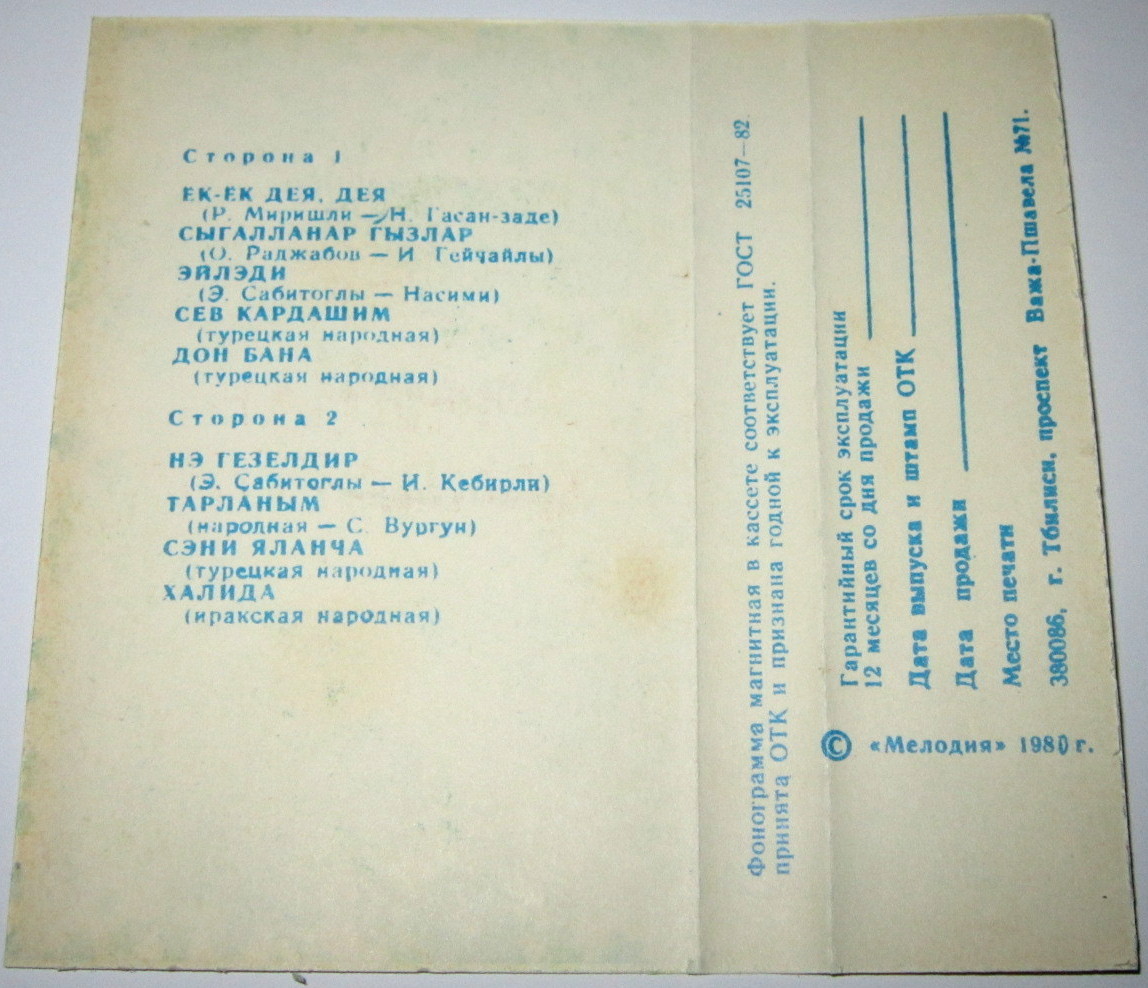 Сторона 1
ЕК-ЕК ДЕЯ, ДЕЯ
(Р. Миришли — Н. Гасан-заде)
СЫГАЛЛАНАР ГЫЗЛАР
(О. Раджабов — И. Гейчайлы)
ЭЙЛЭДИ
(Э. Сабитоглы — Насими)
СЕВ КАРДАШИМ
(турецкая народная)
ДОН БАНА
(турецкая народная)
Сторона 2
НЭ ГЕЗЕЛДИР
(Э. Сабитоглы — И. Кебирли)
ТАРЛАНЫМ
(народная — С. Вургун)
СЭНИ ЯЛАНЧА
(турецкая народная)
ХАЛИДА
(иракская народная)
Фонограмма магнитная в кассете соответствует ГОСТ 25107—82.
принята ОТК и признана годной к эксплуатации.
Гарантийный срок эксплуатации
12 месяцев со дня продажи
Дата выпуска и штамп ОТК
Дата продажи
Место печати
380086, г. Тбилиси, проспект Важа-Пшавела №71.
© «Мелодия» 1980 г.